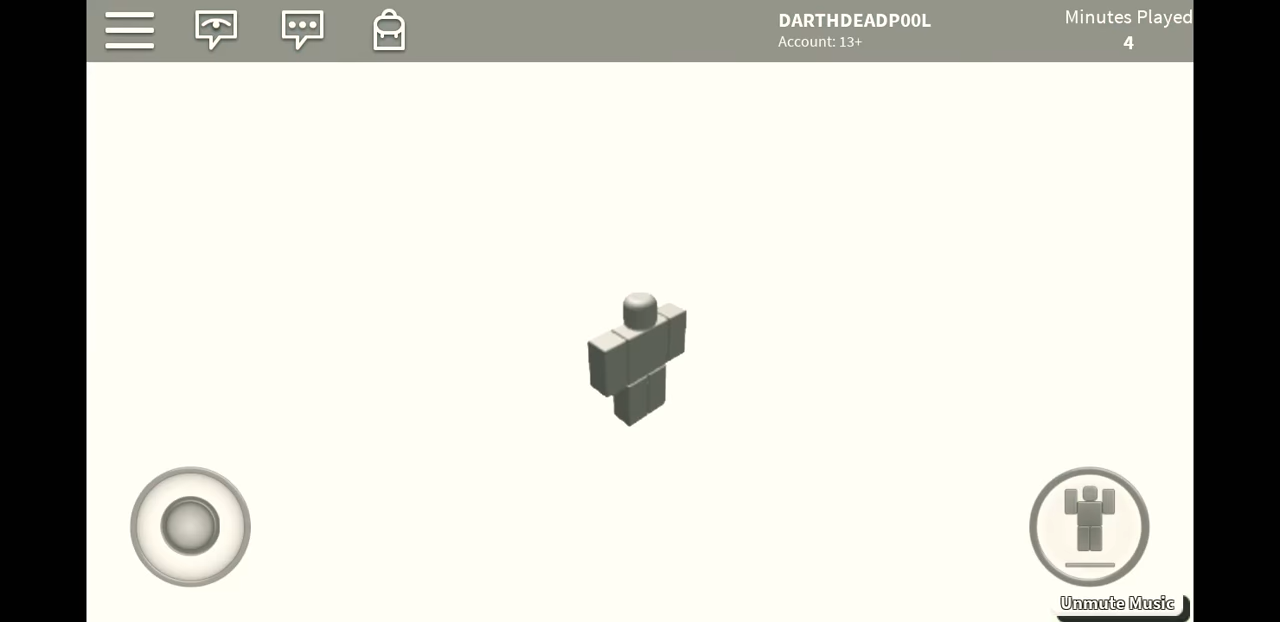 DARTHDEADP00L
Account: 13+
Minutes Played
4
Unmute Music